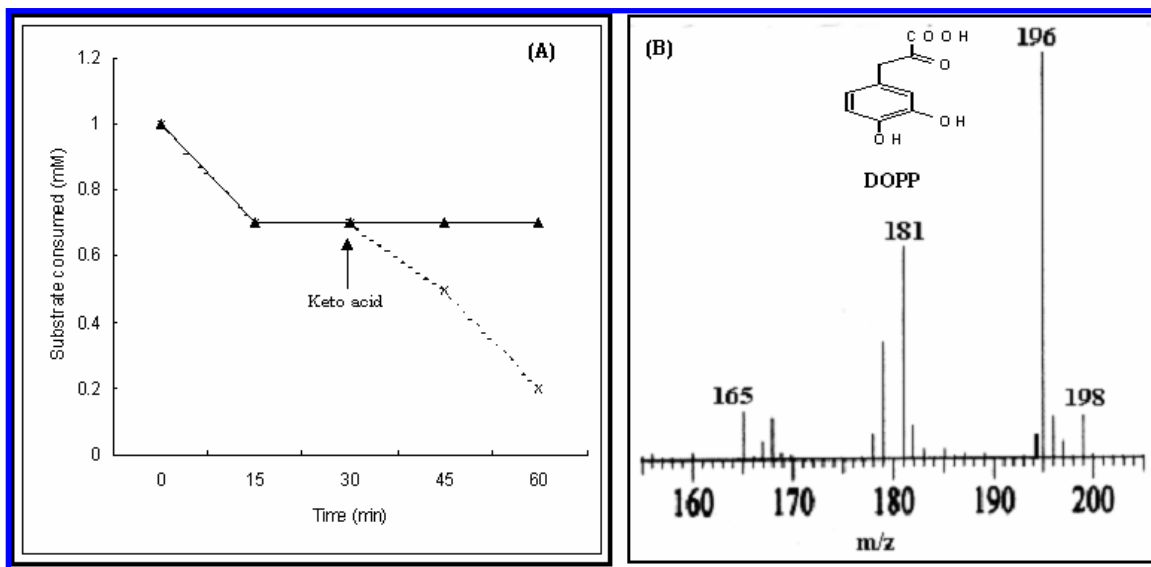 (A)
1.2
1
0.8
0.6
0.4
0.2
0
Substrate consumed (mM)
Keto acid
0 15 30 45 60
Time (min)
(B)
COOH
O
OH
OH
DOPP
196
181
165
198
160 170 180 190 200
m/z